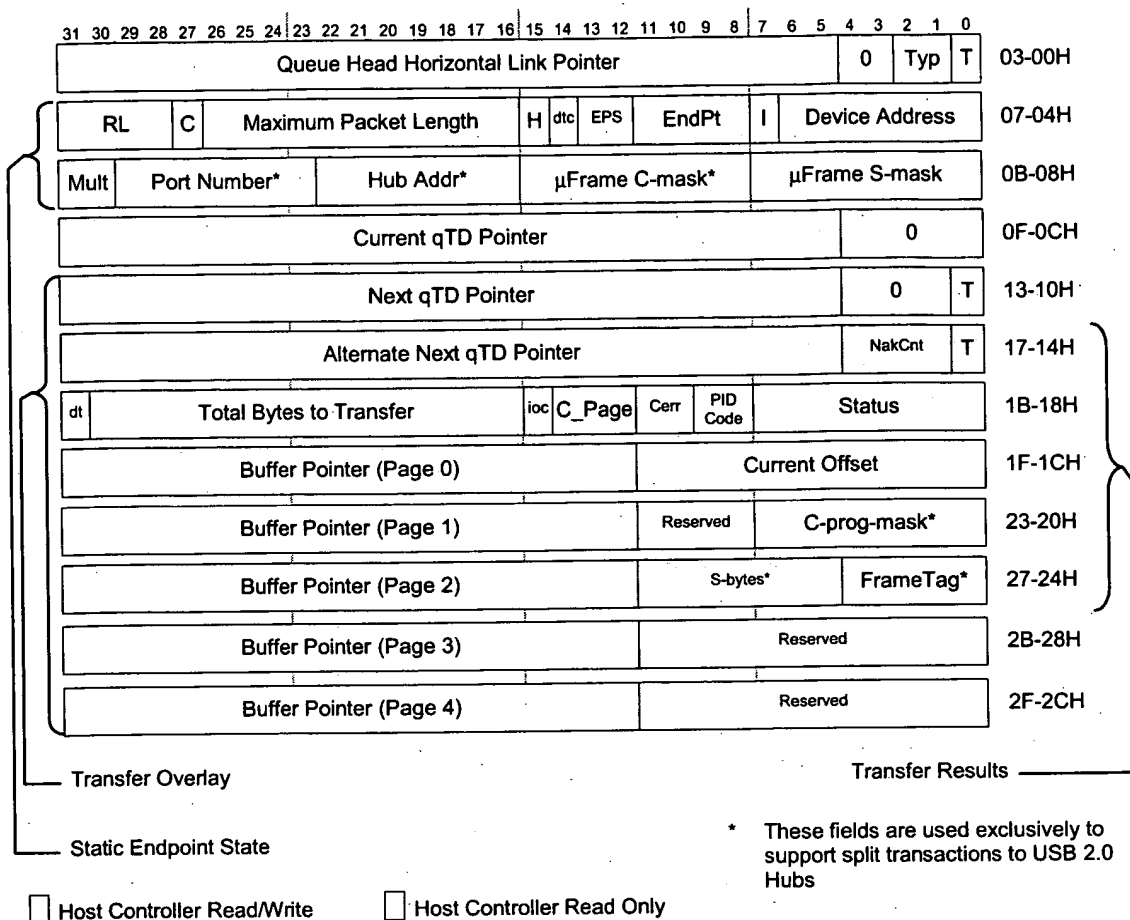 31 30 29 28 27 26 25 24 23 22 21 20 19 18 17 16 15 14 13 12 11 10 9 8 7 6 5 4 3 2 1 0
Queue Head Horizontal Link Pointer 0 Typ T 03-00H
RL C Maximum Packet Length H dtc EPS EndPt I Device Address 07-04H
Mult Port Number* Hub Addr* µFrame C-mask* µFrame S-mask 0B-08H
Current qTD Pointer 0 0F-0CH
Next qTD Pointer 0 T 13-10H
Alternate Next qTD Pointer NakCnt T 17-14H
dt Total Bytes to Transfer ioc C_Page Cerr PID Code Status 1B-18H
Buffer Pointer (Page 0) Current Offset 1F-1CH
Buffer Pointer (Page 1) Reserved C-prog-mask* 23-20H
Buffer Pointer (Page 2) S-bytes* FrameTag* 27-24H
Buffer Pointer (Page 3) Reserved 2B-28H
Buffer Pointer (Page 4) Reserved 2F-2CH
Transfer Overlay
Transfer Results
Static Endpoint State
* These fields are used exclusively to
support split transactions to USB 2.0
Hubs
Host Controller Read/Write Host Controller Read Only